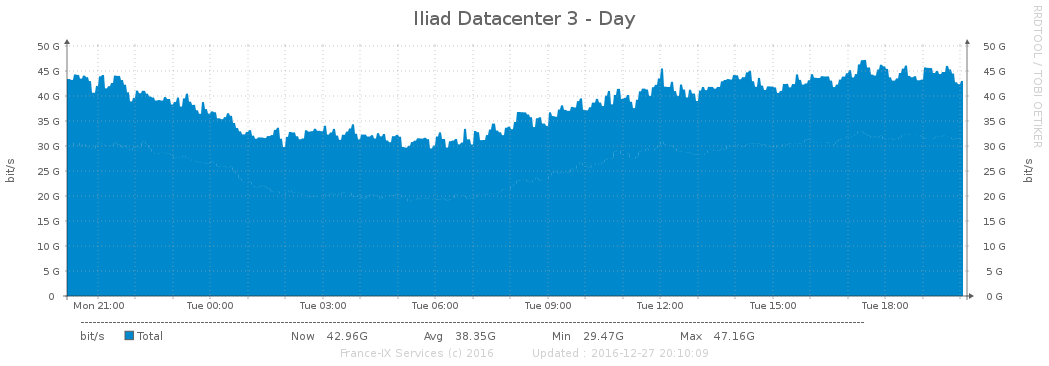 Iliad Datacenter 3 - Day
RRDTOOL / TOBI OETIKER
bit/s
50 G 50 G
45 G 45 G
40 G 40 G
35 G 35 G
30 G 30 G
25 G 25 G
20 G 20 G
15 G 15 G
10 G 10 G
5 G 5 G
0 0 G
bit/s
Mon 21:00 Tue 00:00 Tue 03:00 Tue 06:00 Tue 09:00 Tue 12:00 Tue 15:00 Tue 18:00
bit/s Total Now 42.96G Avg 38.35G Min 29.47G Max 47.16G
France-IX Services (c) 2016 Updated : 2016-12-27 20:10:09